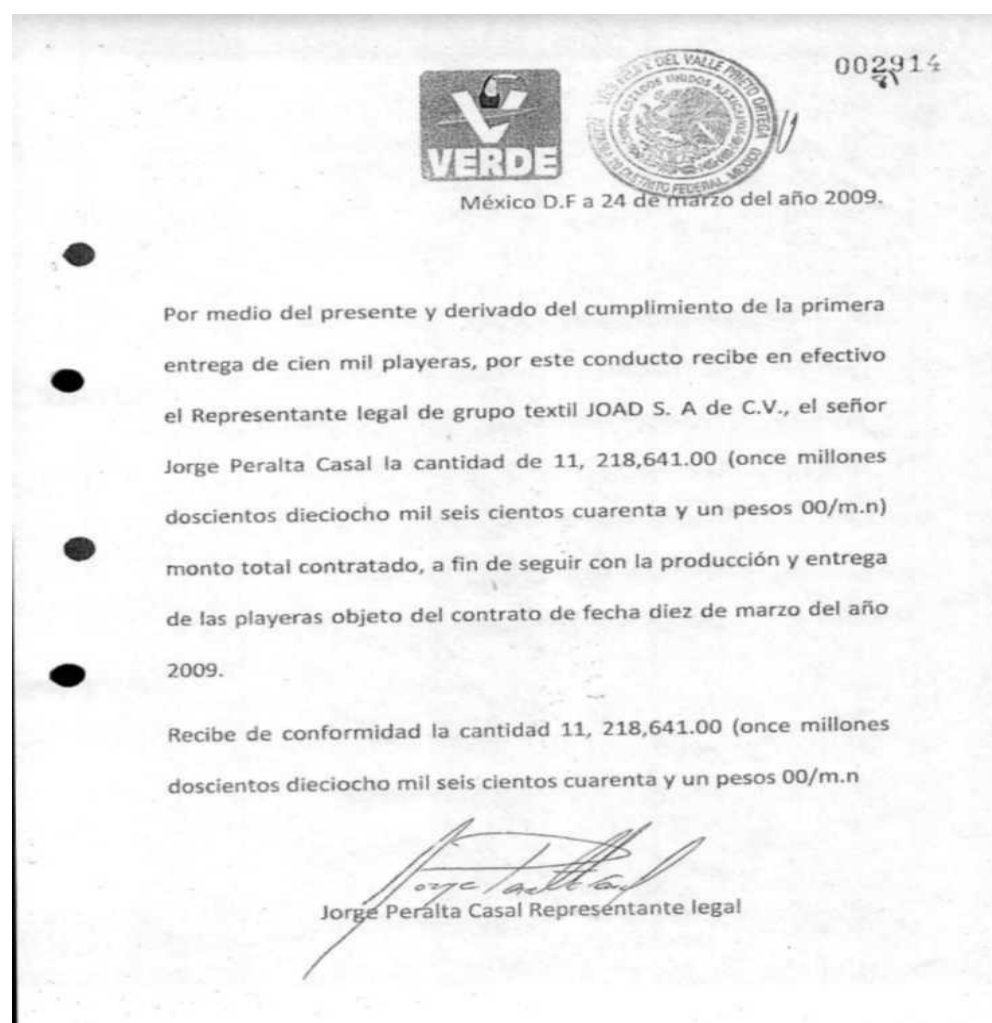 002914
VERDE
México D.F a 24 de marzo del año 2009.
Por medio del presente y derivado del cumplimiento de la primera
entrega de cien mil playeras, por este conducto recibe en efectivo
el Representante legal de grupo textil JOAD S. A de C.V., el señor
Jorge Peralta Casal la cantidad de 11, 218,641.00 (once millones
doscientos dieciocho mil seis cientos cuarenta y un pesos 00/m.n)
monto total contratado, a fin de seguir con la producción y entrega
de las playeras objeto del contrato de fecha diez de marzo del año
2009.
Recibe de conformidad la cantidad 11, 218,641.00 (once millones
doscientos dieciocho mil seis cientos cuarenta y un pesos 00/m.n
Jorge Peralta Casal Representante legal